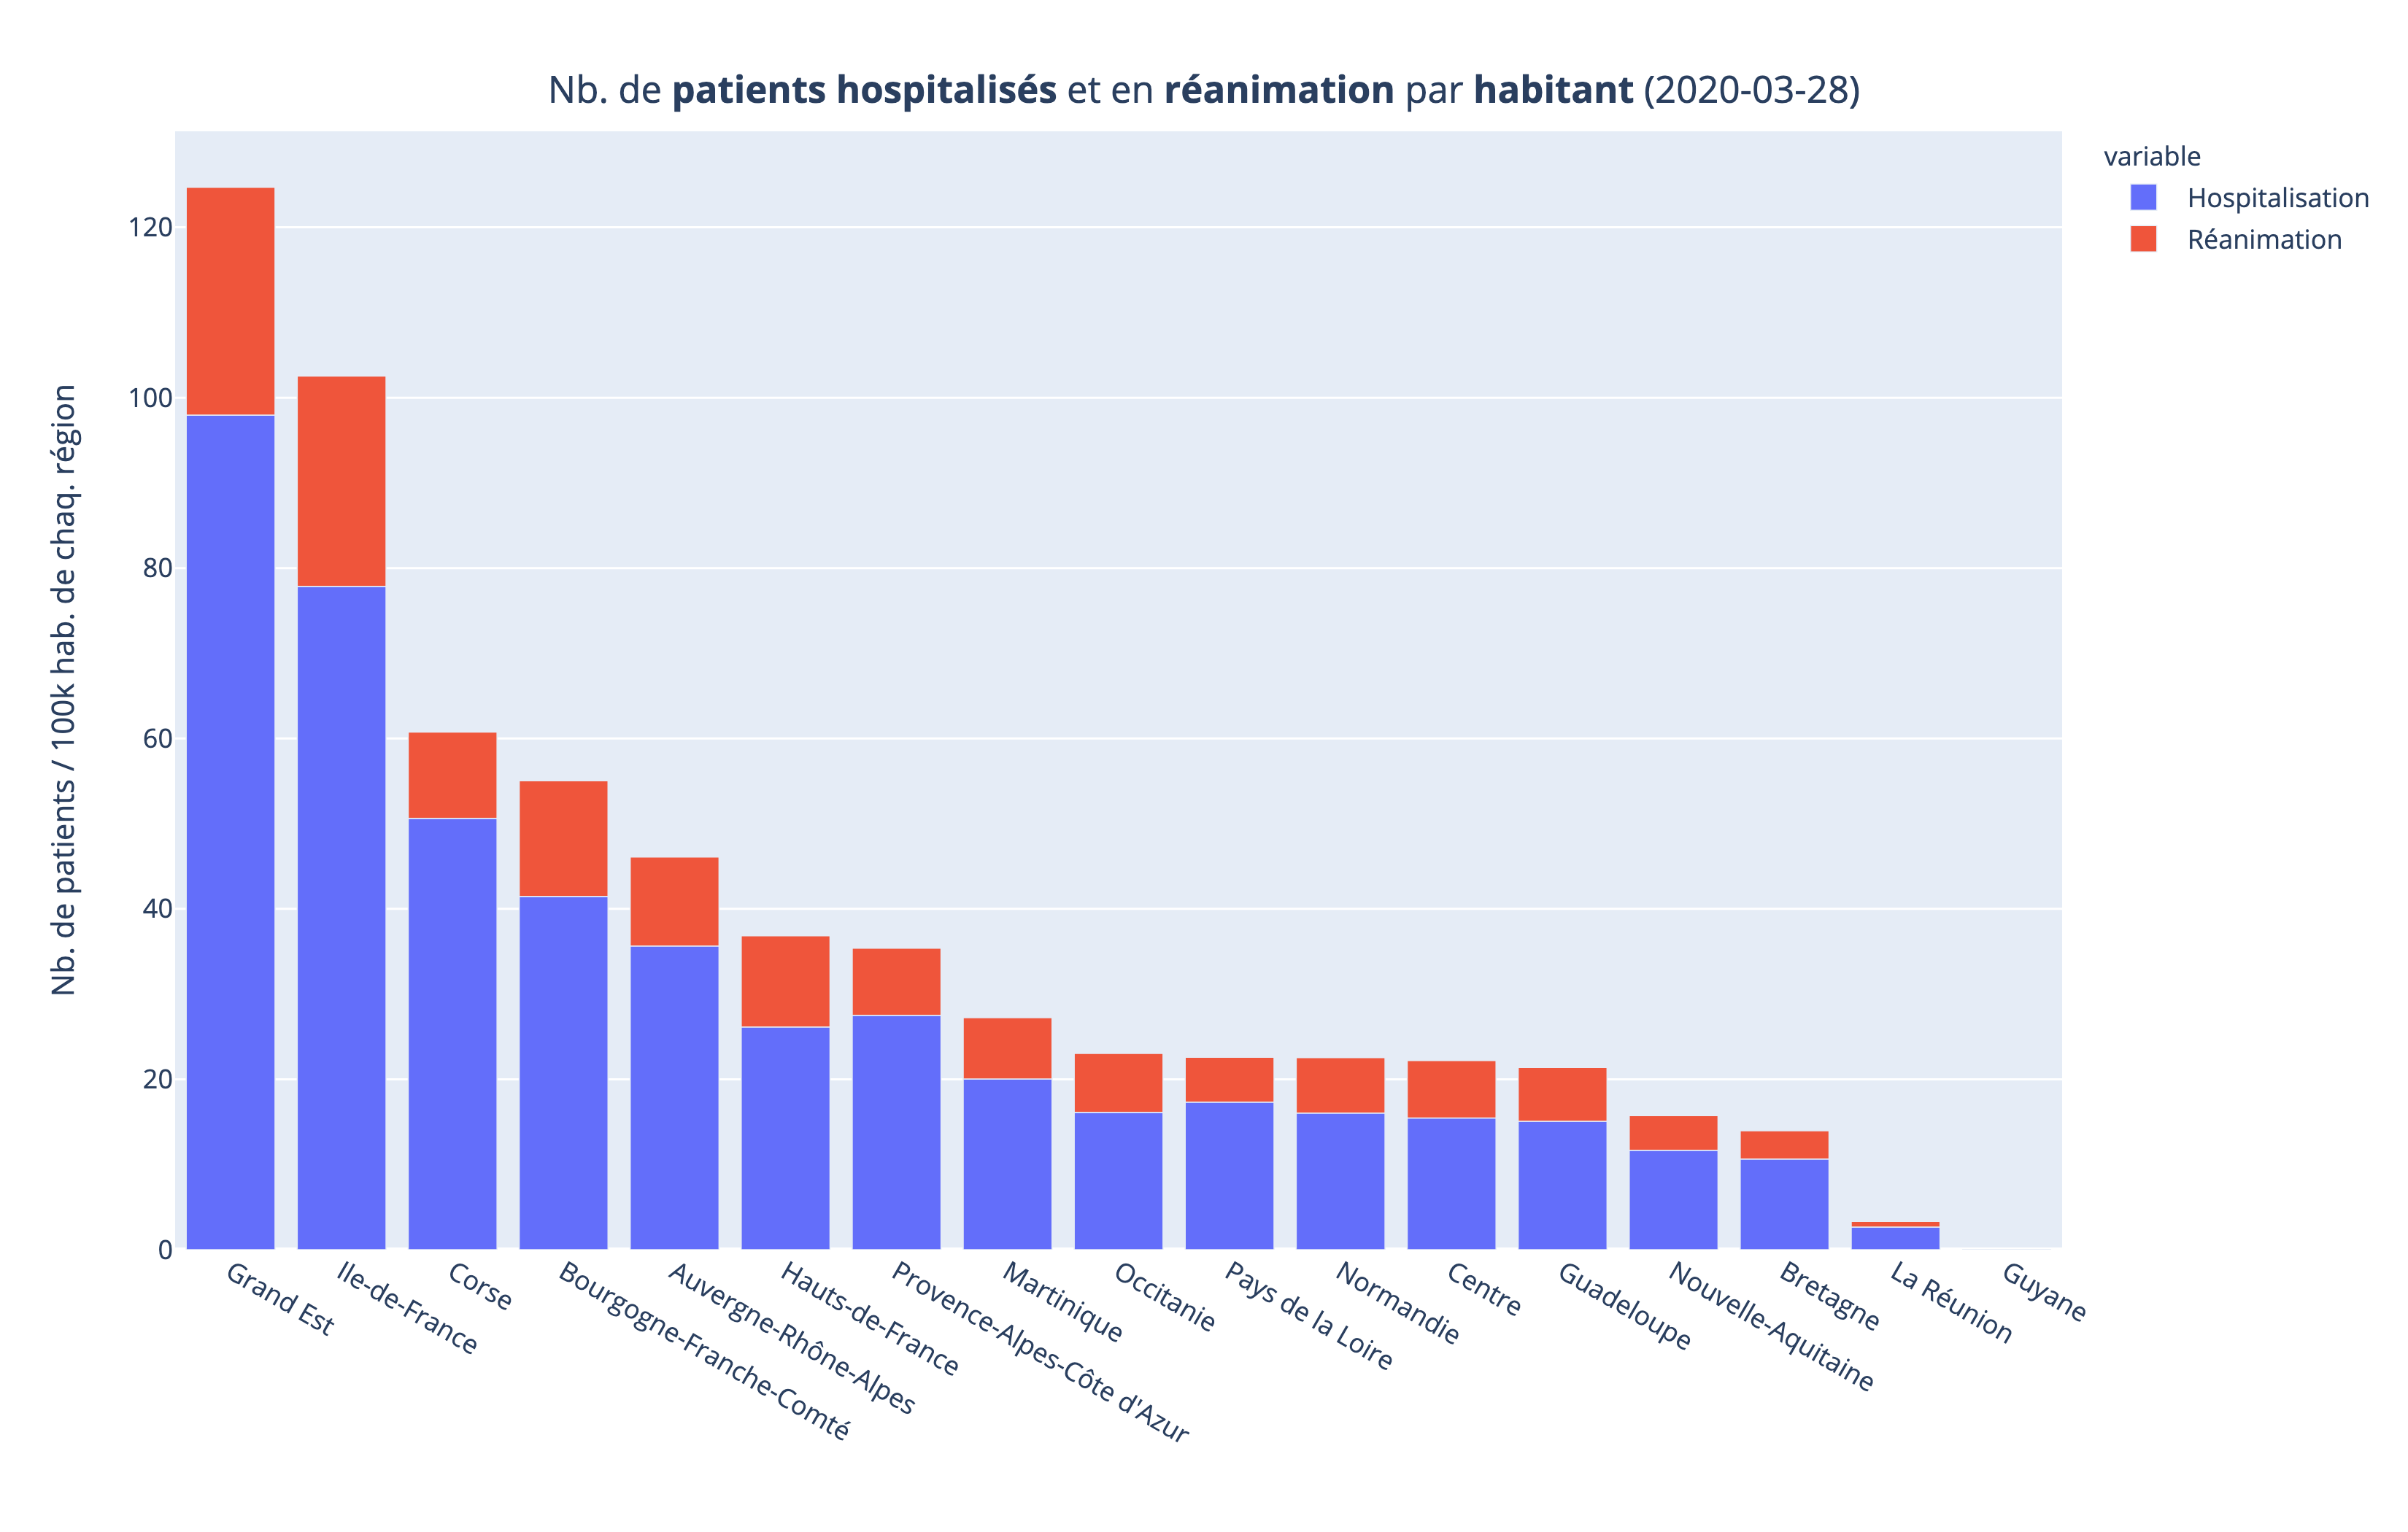 Nb. de patients hospitalisés et en réanimation par habitant (2020-03-28)
variable
Hospitalisation
Réanimation
Nb. de patients / 100k hab. de chaq. région
120
100
80
60
40
20
0
Grand Est
Ile-de-France
Corse
Bourgogne-Franche-Comté
Auvergne-Rhône-Alpes
Hauts-de-France
Provence-Alpes-Côte d'Azur
Martinique
Occitanie
Pays de la Loire
Normandie
Centre
Guadeloupe
Nouvelle-Aquitaine
Bretagne
La Réunion
Guyane